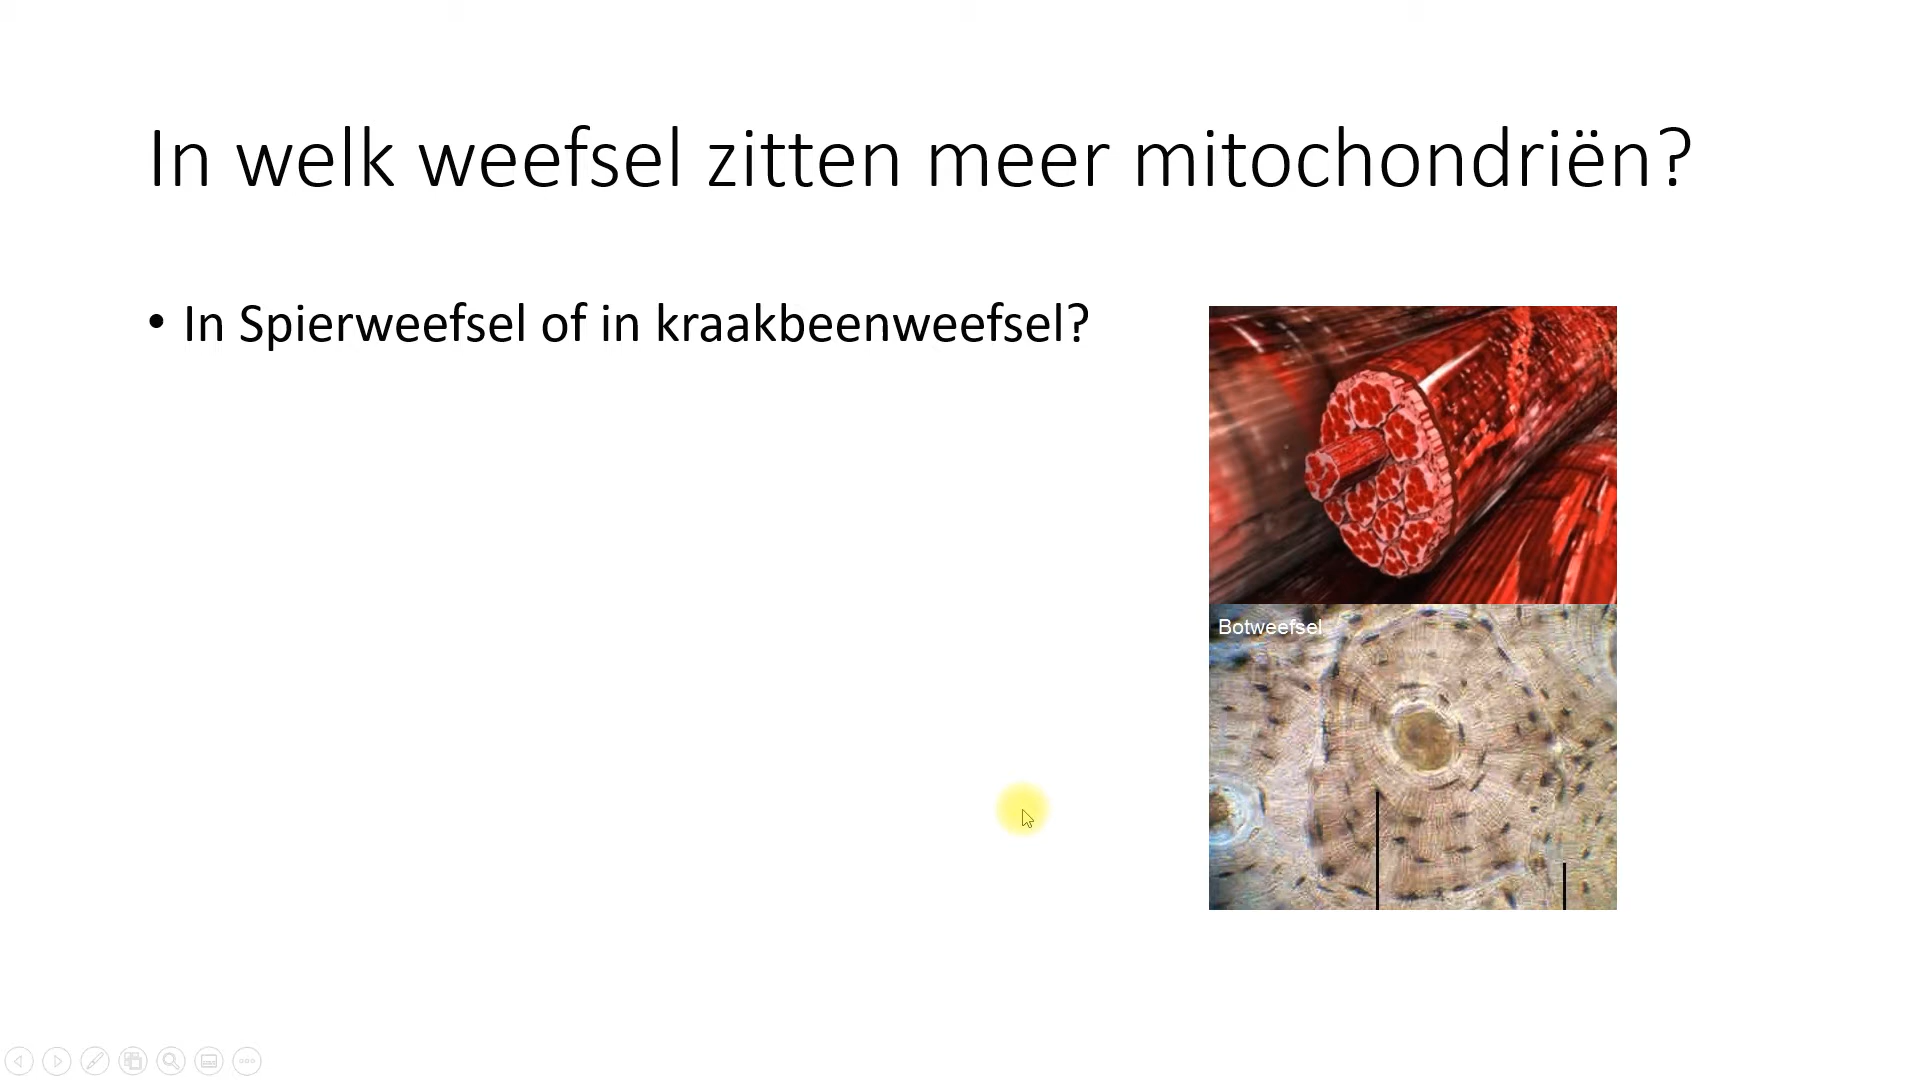 In welk weefsel zitten meer mitochondriën?
• In Spierweefsel of in kraakbeenweefsel?
Botweefsel